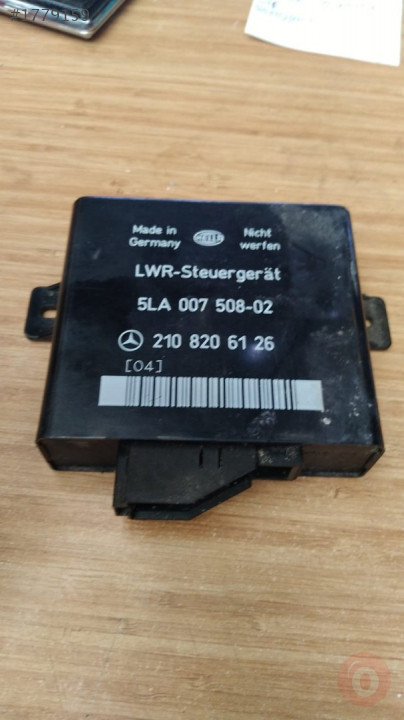 Made in
Germany
HELLA
Nicht
werfen
LWR-Steuergerät
5LA 007 508-02
210 820 61 26
[04]